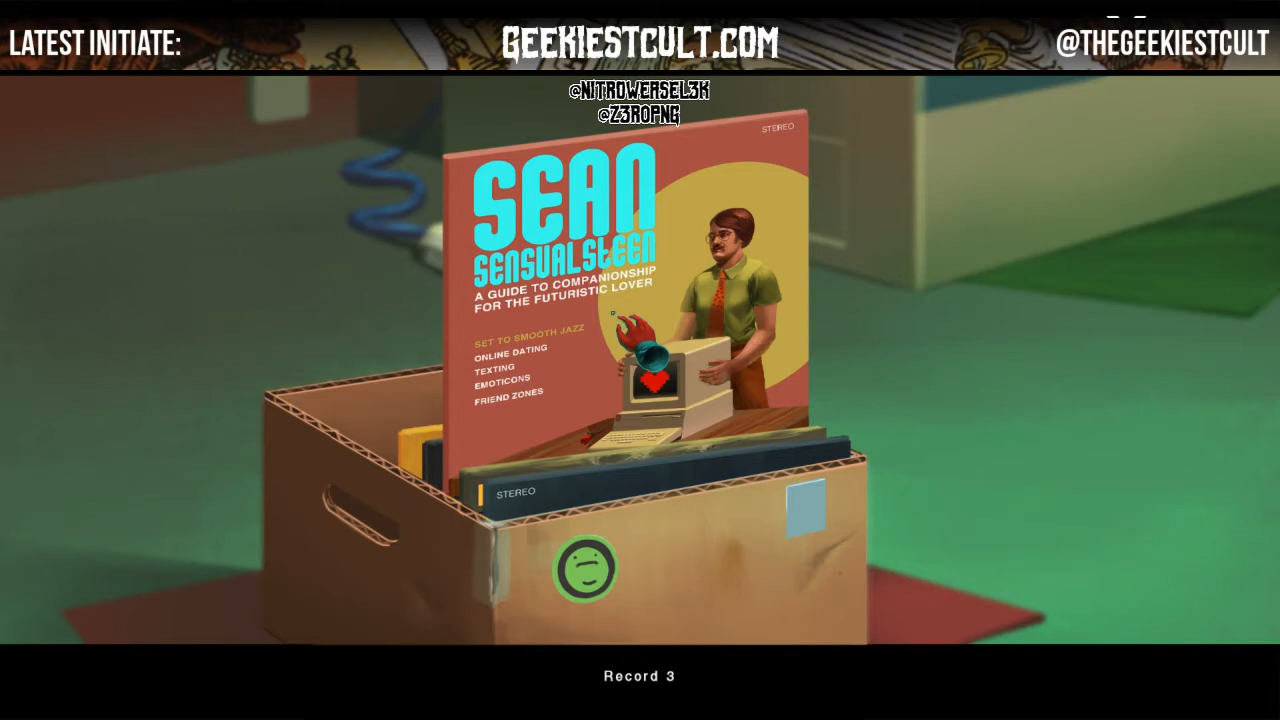 LATEST INITIATE:
GEEKIESTCULT.COM
@THEGEEKIESTCULT
@NITROWEASEL3K
@Z3ROPNG
STEREO
SEAN
SENSUALSTEEN
A GUIDE TO COMPANIONSHIP
FOR THE FUTURISTIC LOVER
SET TO SMOOTH JAZZ
ONLINE DATING
TEXTING
EMOTICONS
FRIEND ZONES
STEREO
Record 3